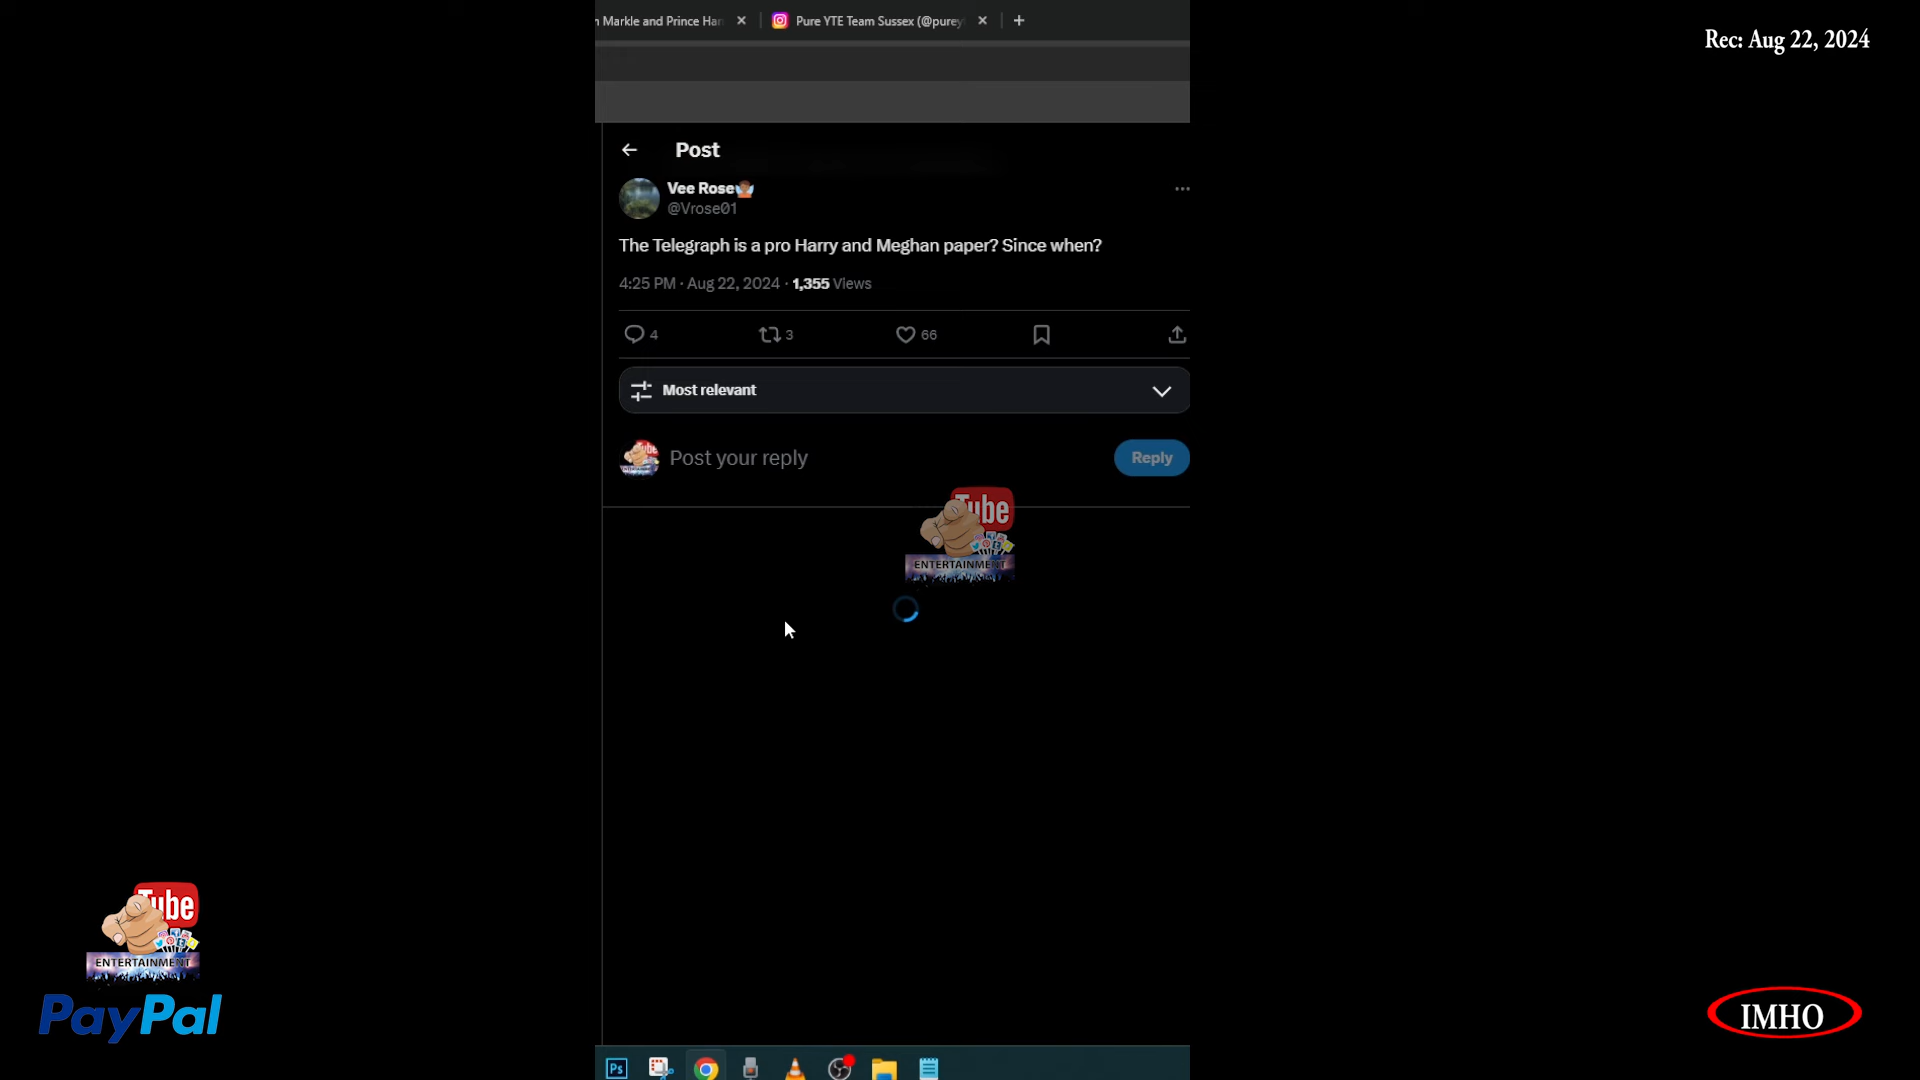 n Markle and Prince Har
Pure YTE Team Sussex (@purey
Rec: Aug 22, 2024
Post
Vee Rose
@Vrose01
The Telegraph is a pro Harry and Meghan paper? Since when?
4:25 PM · Aug 22, 2024 · 1,355 Views
4
3
66
Most relevant
Post your reply
Reply
Tube
ENTERTAINMENT
Tube
ENTERTAINMENT
PayPal
IMHO
Ps